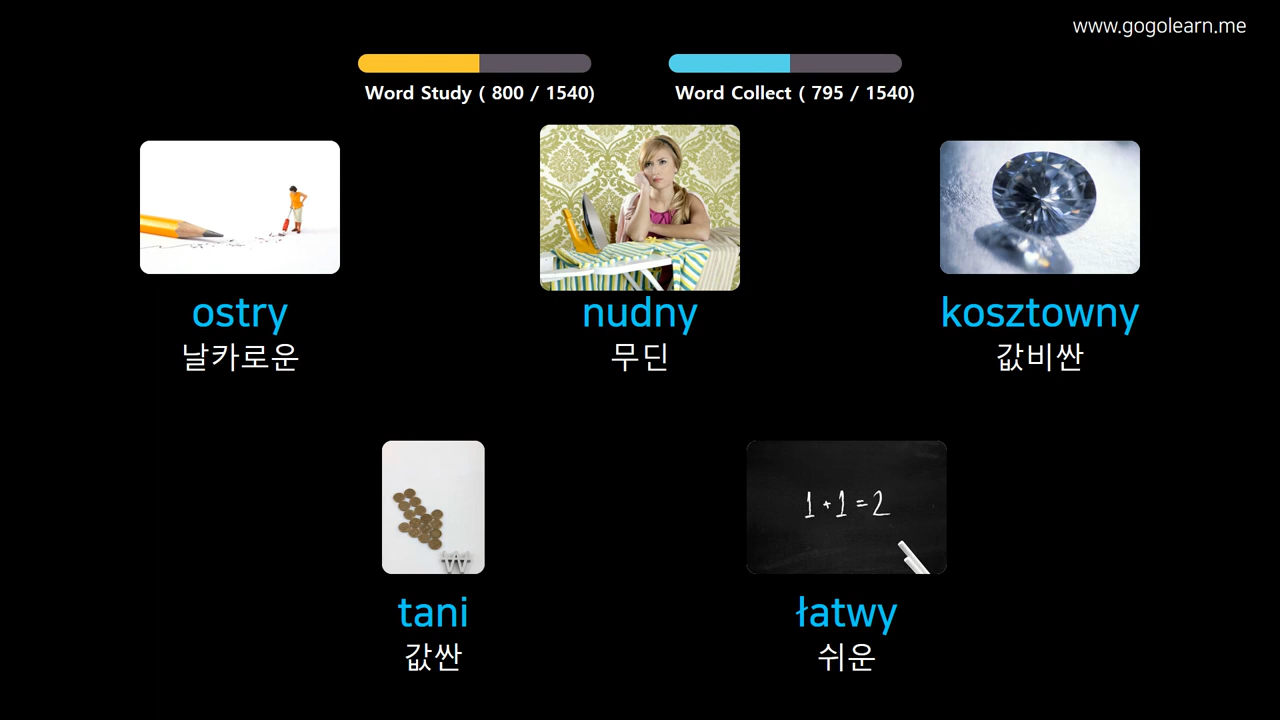 www.gogolearn.me
Word Study ( 800 / 1540)
Word Collect ( 795 / 1540)
ostry
날카로운
nudny
무딘
kosztowny
값비싼
₩
1+1=2
tani
값싼
łatwy
쉬운